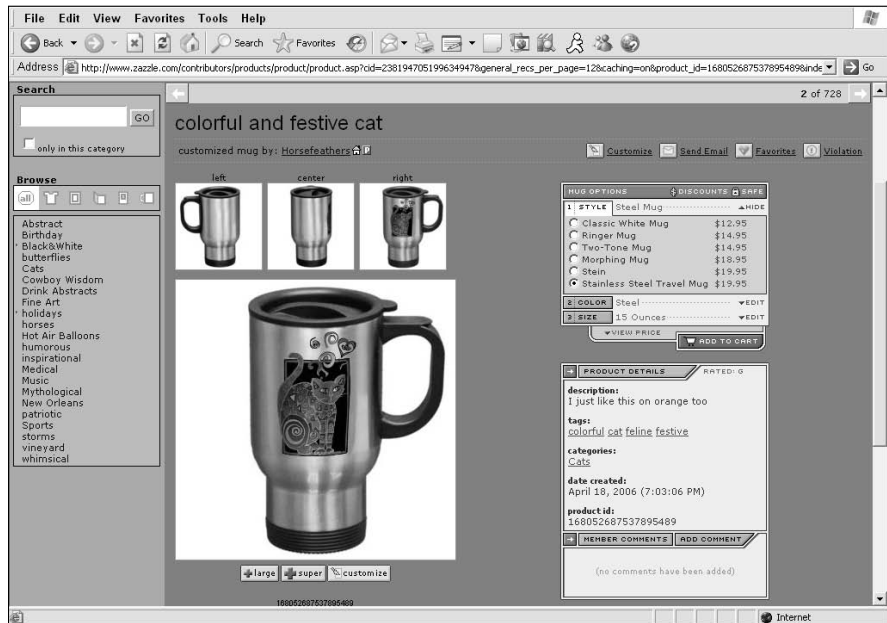 File Edit View Favorites Tools Help
Back Search Favorites
Address http://www.zazzle.com/contributors/products/product/product.asp?cid=238194705199634947&general_recs_per_page=12&caching=on&product_id=168052687537895489&inde Go
Search
GO
only in this category
Browse
all
Abstract
Birthday
Black&White
butterflies
Cats
Cowboy Wisdom
Drink Abstracts
Fine Art
holidays
horses
Hot Air Balloons
humorous
inspirational
Medical
Music
Mythological
New Orleans
patriotic
Sports
storms
vineyard
whimsical
2 of 728
colorful and festive cat
customized mug by: Horsefeathers
Customize Send Email Favorites Violation
left center right
large super customize
168052687537895489
MUG OPTIONS DISCOUNTS SAFE
1 STYLE Steel Mug HIDE
Classic White Mug $12.95
Ringer Mug $14.95
Two-Tone Mug $14.95
Morphing Mug $18.95
Stein $19.95
Stainless Steel Travel Mug $19.95
2 COLOR Steel EDIT
3 SIZE 15 Ounces EDIT
VIEW PRICE
ADD TO CART
PRODUCT DETAILS RATED: G
description:
I just like this on orange too
tags:
colorful cat feline festive
categories:
Cats
date created:
April 18, 2006 (7:03:06 PM)
product id:
168052687537895489
MEMBER COMMENTS ADD COMMENT
(no comments have been added)
Internet